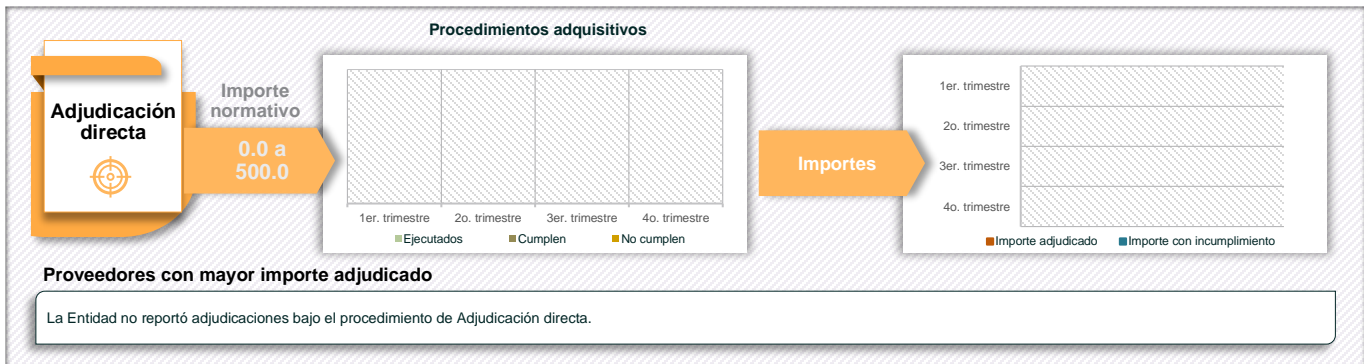 Procedimientos adquisitivos
Adjudicación
directa
Importe
normativo
0.0 a
500.0
1er. trimestre
2o. trimestre
3er. trimestre
4o. trimestre
Ejecutados
Cumplen
No cumplen
Importes
1er. trimestre
2o. trimestre
3er. trimestre
4o. trimestre
Importe adjudicado
Importe con incumplimiento
Proveedores con mayor importe adjudicado
La Entidad no reportó adjudicaciones bajo el procedimiento de Adjudicación directa.